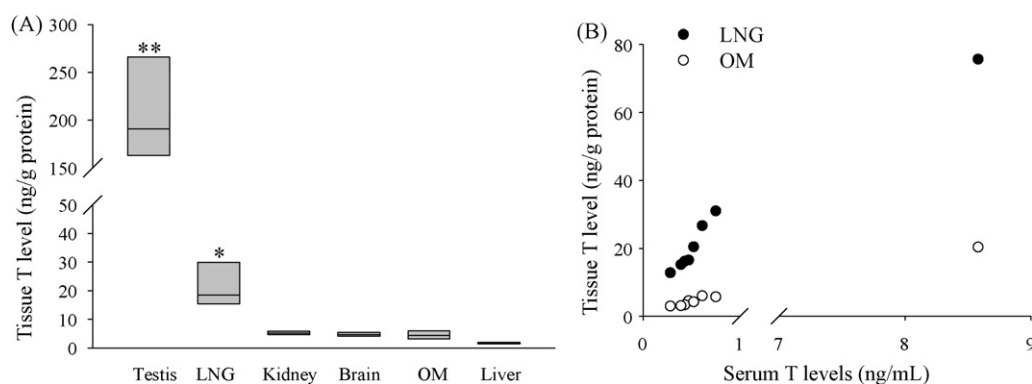 (A)
Tissue T level (ng/g protein)
300
250
200
150
50
40
30
20
10
0
**
*
Testis LNG Kidney Brain OM Liver
(B)
LNG
OM
Tissue T level (ng/g protein)
80
60
40
20
0
0 1 7 8 9
Serum T levels (ng/mL)